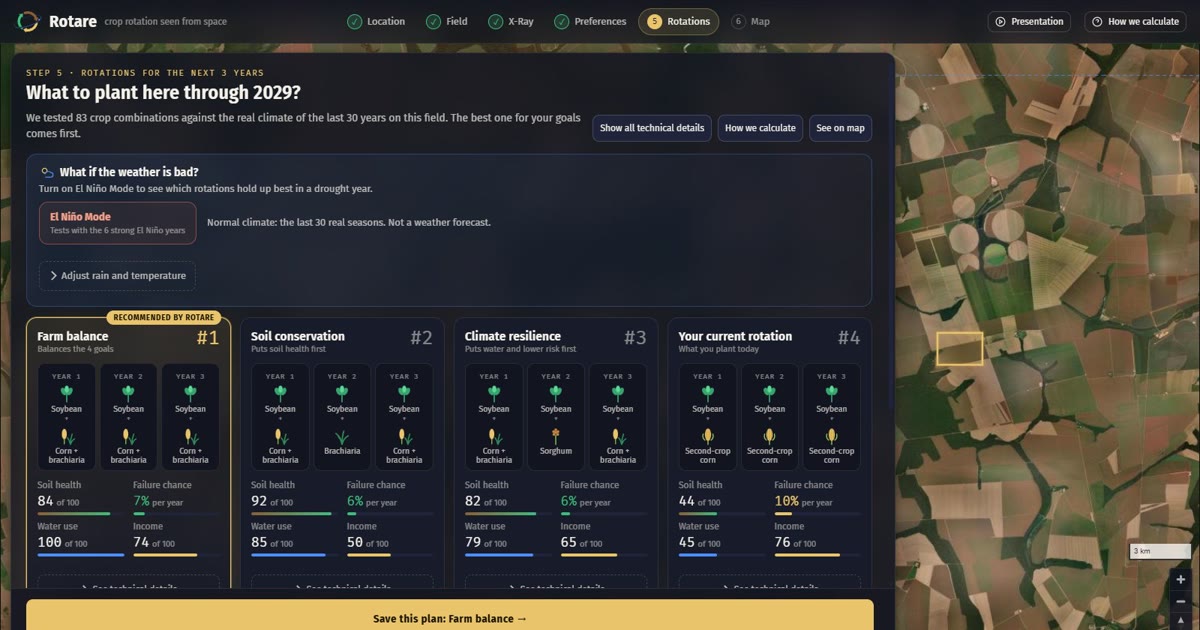 Rotare crop rotation seen from space
Location
Field
X-Ray
Preferences
5 Rotations
6 Map
Presentation
How we calculate
STEP 5 · ROTATIONS FOR THE NEXT 3 YEARS
What to plant here through 2029?
We tested 83 crop combinations against the real climate of the last 30 years on this field. The best one for your goals
comes first.
Show all technical details
How we calculate
See on map
What if the weather is bad?
Turn on El Niño Mode to see which rotations hold up best in a drought year.
El Niño Mode
Tests with the 6 strong El Niño years
Normal climate: the last 30 real seasons. Not a weather forecast.
Adjust rain and temperature
RECOMMENDED BY ROTARE
Farm balance #1
Balances the 4 goals
YEAR 1 YEAR 2 YEAR 3
Soybean Soybean Soybean
+ + +
Corn + Corn + Corn +
brachiaria brachiaria brachiaria
Soil health Failure chance
84 of 100 7% per year
Water use Income
100 of 100 74 of 100
See technical details
Soil conservation #2
Puts soil health first
YEAR 1 YEAR 2 YEAR 3
Soybean Soybean Soybean
+ + +
Corn + Brachiaria Corn +
brachiaria brachiaria
Soil health Failure chance
92 of 100 6% per year
Water use Income
85 of 100 50 of 100
See technical details
Climate resilience #3
Puts water and lower risk first
YEAR 1 YEAR 2 YEAR 3
Soybean Soybean Soybean
+ + +
Corn + Sorghum Corn +
brachiaria brachiaria
Soil health Failure chance
82 of 100 6% per year
Water use Income
79 of 100 65 of 100
See technical details
Your current rotation #4
What you plant today
YEAR 1 YEAR 2 YEAR 3
Soybean Soybean Soybean
+ + +
Second-crop Second-crop Second-crop
corn corn corn
Soil health Failure chance
44 of 100 10% per year
Water use Income
45 of 100 76 of 100
See technical details
Save this plan: Farm balance →
3 km